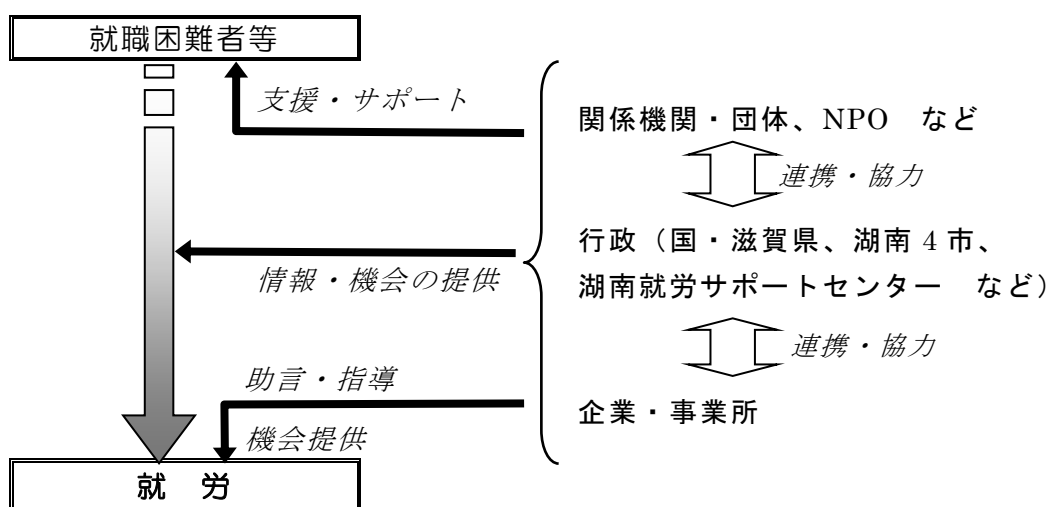 就職困難者等
支援・サポート
関係機関・団体、NPO　など
連携・協力
行政（国・滋賀県、湖南 4 市、
湖南就労サポートセンター　など）
情報・機会の提供
連携・協力
助言・指導
企業・事業所
機会提供
就　労